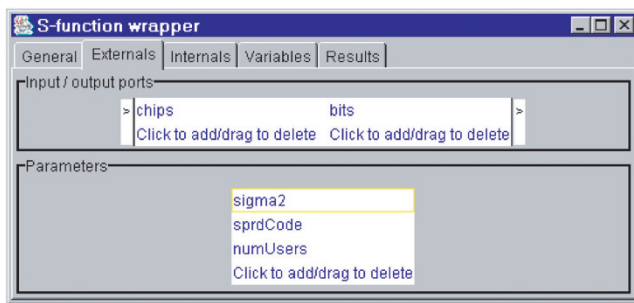 S-function wrapper
General Externals Internals Variables Results
Input / output ports
> chips bits >
Click to add/drag to delete Click to add/drag to delete
Parameters
sigma2
sprdCode
numUsers
Click to add/drag to delete